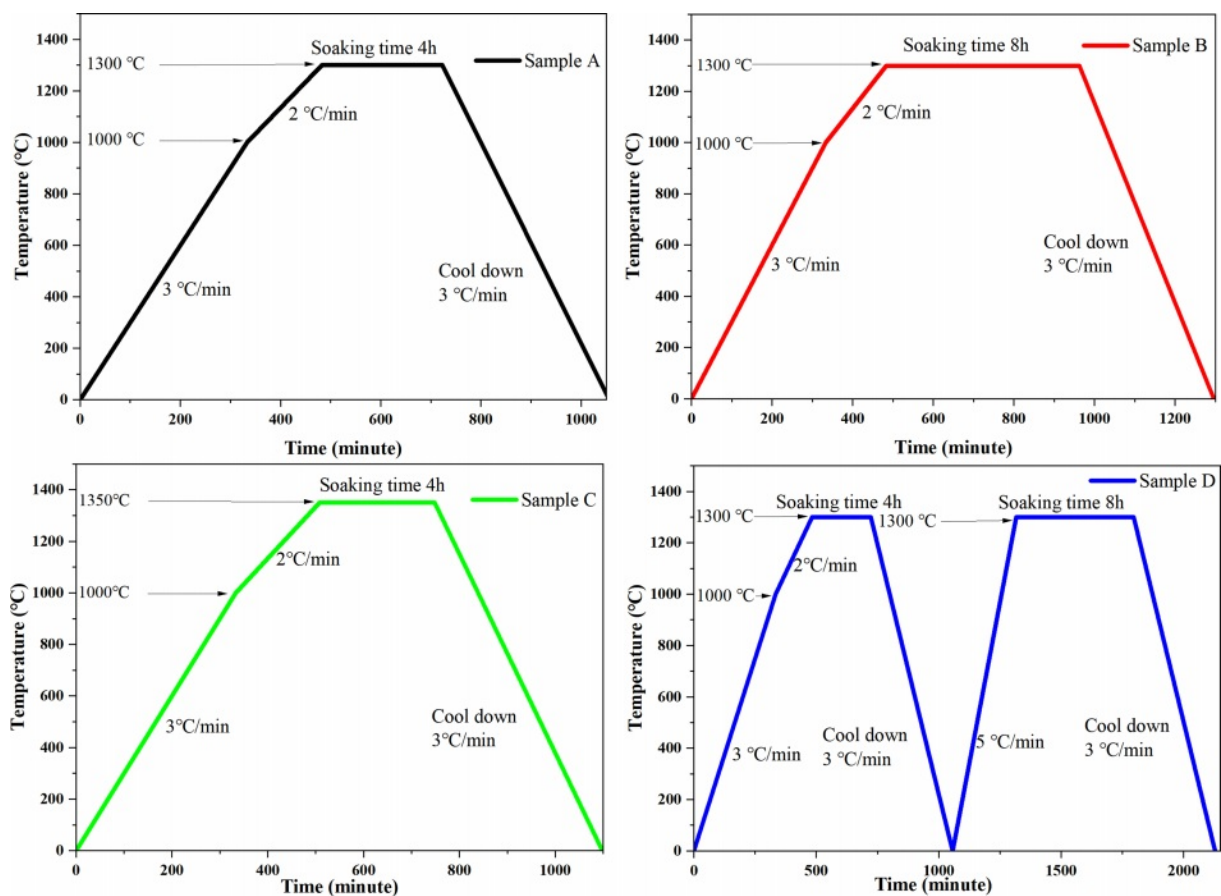 Soaking time 4h
Sample A
1300 ℃
2 ℃/min
1000 ℃
3 ℃/min
Cool down
3 ℃/min
Temperature (℃)
0
200
400
600
800
1000
1200
1400
0
200
400
600
800
1000
Time (minute)
Soaking time 8h
Sample B
1300 ℃
2 ℃/min
1000 ℃
3 ℃/min
Cool down
3 ℃/min
Temperature (℃)
0
200
400
600
800
1000
1200
1400
0
200
400
600
800
1000
1200
Time (minute)
Soaking time 4h
Sample C
1350℃
2℃/min
1000℃
3℃/min
Cool down
3℃/min
Temperature (℃)
0
200
400
600
800
1000
1200
1400
0
200
400
600
800
1000
Time (minute)
Sample D
Soaking time 4h
Soaking time 8h
1300 ℃
1300 ℃
2℃/min
1000 ℃
3 ℃/min
Cool down
3 ℃/min
5 ℃/min
Cool down
3 ℃/min
Temperature (℃)
0
200
400
600
800
1000
1200
1400
0
500
1000
1500
2000
Time (minute)